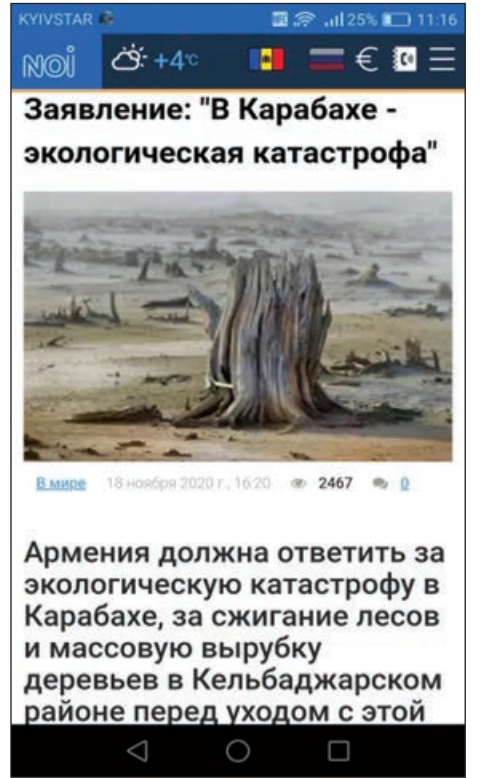 KYIVSTAR 25% 11:16
NOI +4°C €
Заявление: "В Карабахе -
экологическая катастрофа"
В мире 18 ноября 2020 г., 16:20 2467 0
Армения должна ответить за
экологическую катастрофу в
Карабахе, за сжигание лесов
и массовую вырубку
деревьев в Кельбаджарском
районе перед уходом с этой